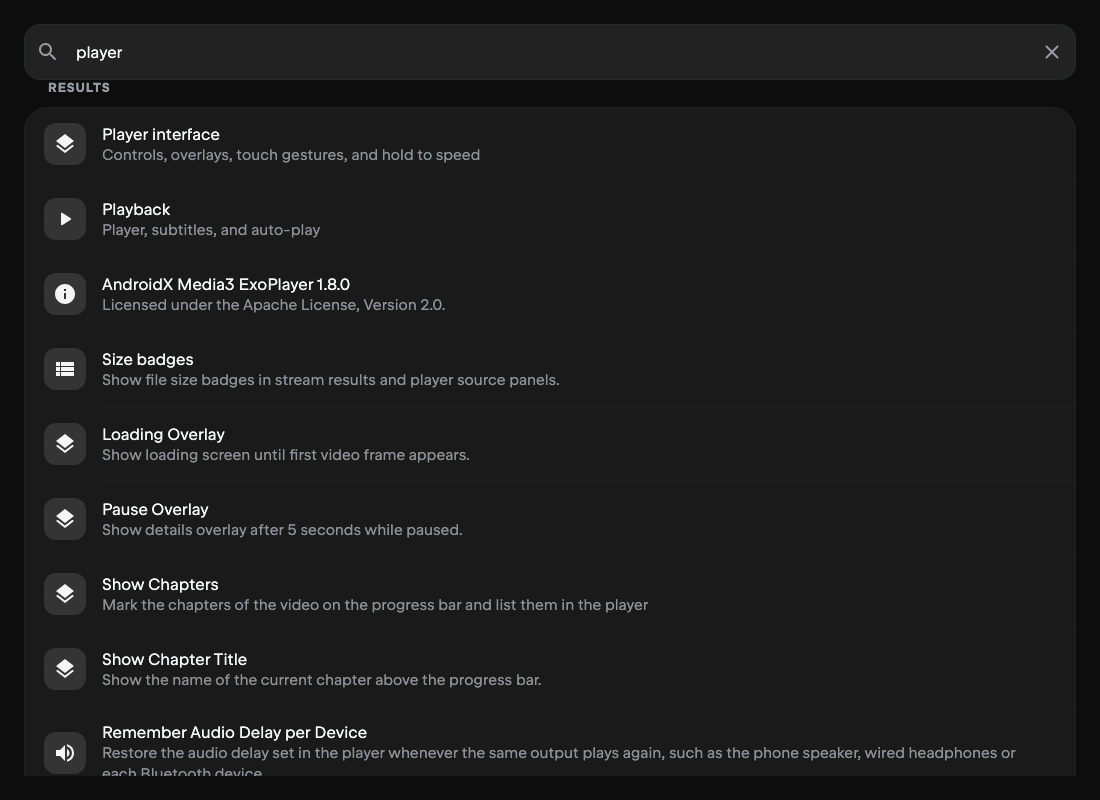 player
RESULTS
Player interface
Controls, overlays, touch gestures, and hold to speed
Playback
Player, subtitles, and auto-play
AndroidX Media3 ExoPlayer 1.8.0
Licensed under the Apache License, Version 2.0.
Size badges
Show file size badges in stream results and player source panels.
Loading Overlay
Show loading screen until first video frame appears.
Pause Overlay
Show details overlay after 5 seconds while paused.
Show Chapters
Mark the chapters of the video on the progress bar and list them in the player
Show Chapter Title
Show the name of the current chapter above the progress bar.
Remember Audio Delay per Device
Restore the audio delay set in the player whenever the same output plays again, such as the phone speaker, wired headphones or
each Bluetooth device.